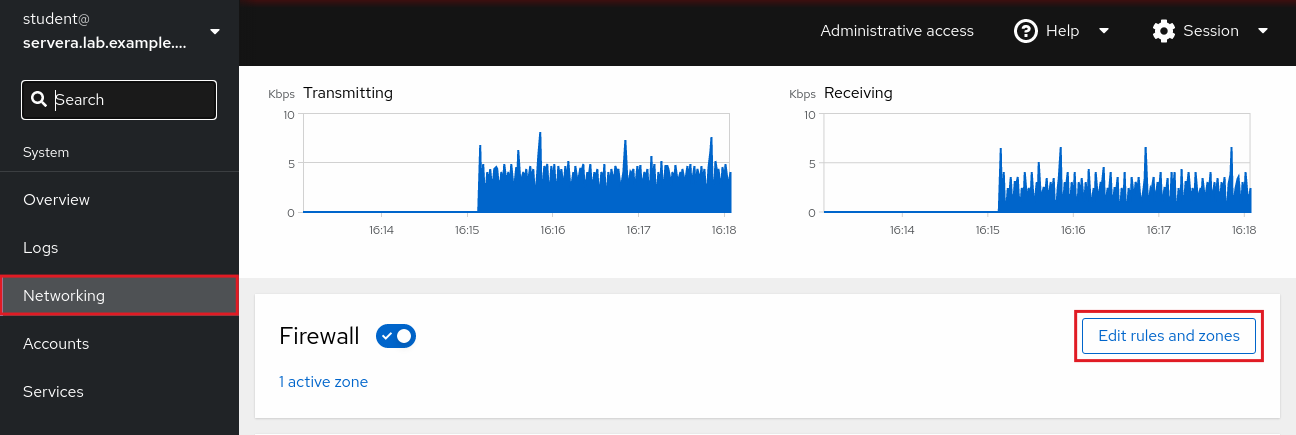 student@
servera.lab.example....
Search
System
Overview
Logs
Networking
Accounts
Services
Administrative access
Help
Session
Kbps Transmitting
10
5
0
16:14 16:15 16:16 16:17 16:18
Kbps Receiving
10
5
0
16:14 16:15 16:16 16:17 16:18
Firewall
Edit rules and zones
1 active zone